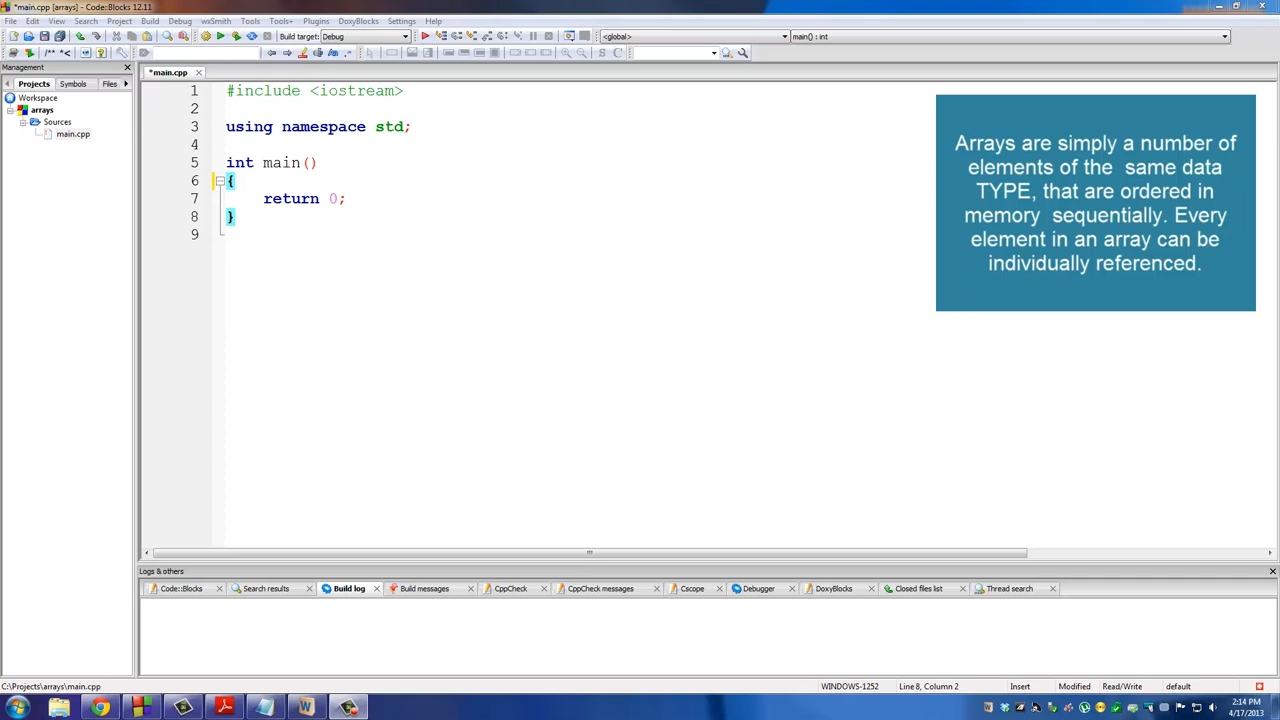 *main.cpp [arrays] - Code::Blocks 12.11
File Edit View Search Project Build Debug wxSmith Tools Tools+ Plugins DoxyBlocks Settings Help
Build target: Debug <global> main() : int
/** *<
Management
Projects Symbols Files
*main.cpp
Workspace
arrays
Sources
main.cpp
1 #include <iostream>
2
3 using namespace std;
4
5 int main()
6 {
7 return 0;
8 }
9
Arrays are simply a number of
elements of the same data
TYPE, that are ordered in
memory sequentially. Every
element in an array can be
individually referenced.
Logs & others
Code::Blocks Search results Build log Build messages CppCheck CppCheck messages Cscope Debugger DoxyBlocks Closed files list Thread search
C:\Projects\arrays\main.cpp WINDOWS-1252 Line 8, Column 2 Insert Modified Read/Write default
2:14 PM
4/17/2013